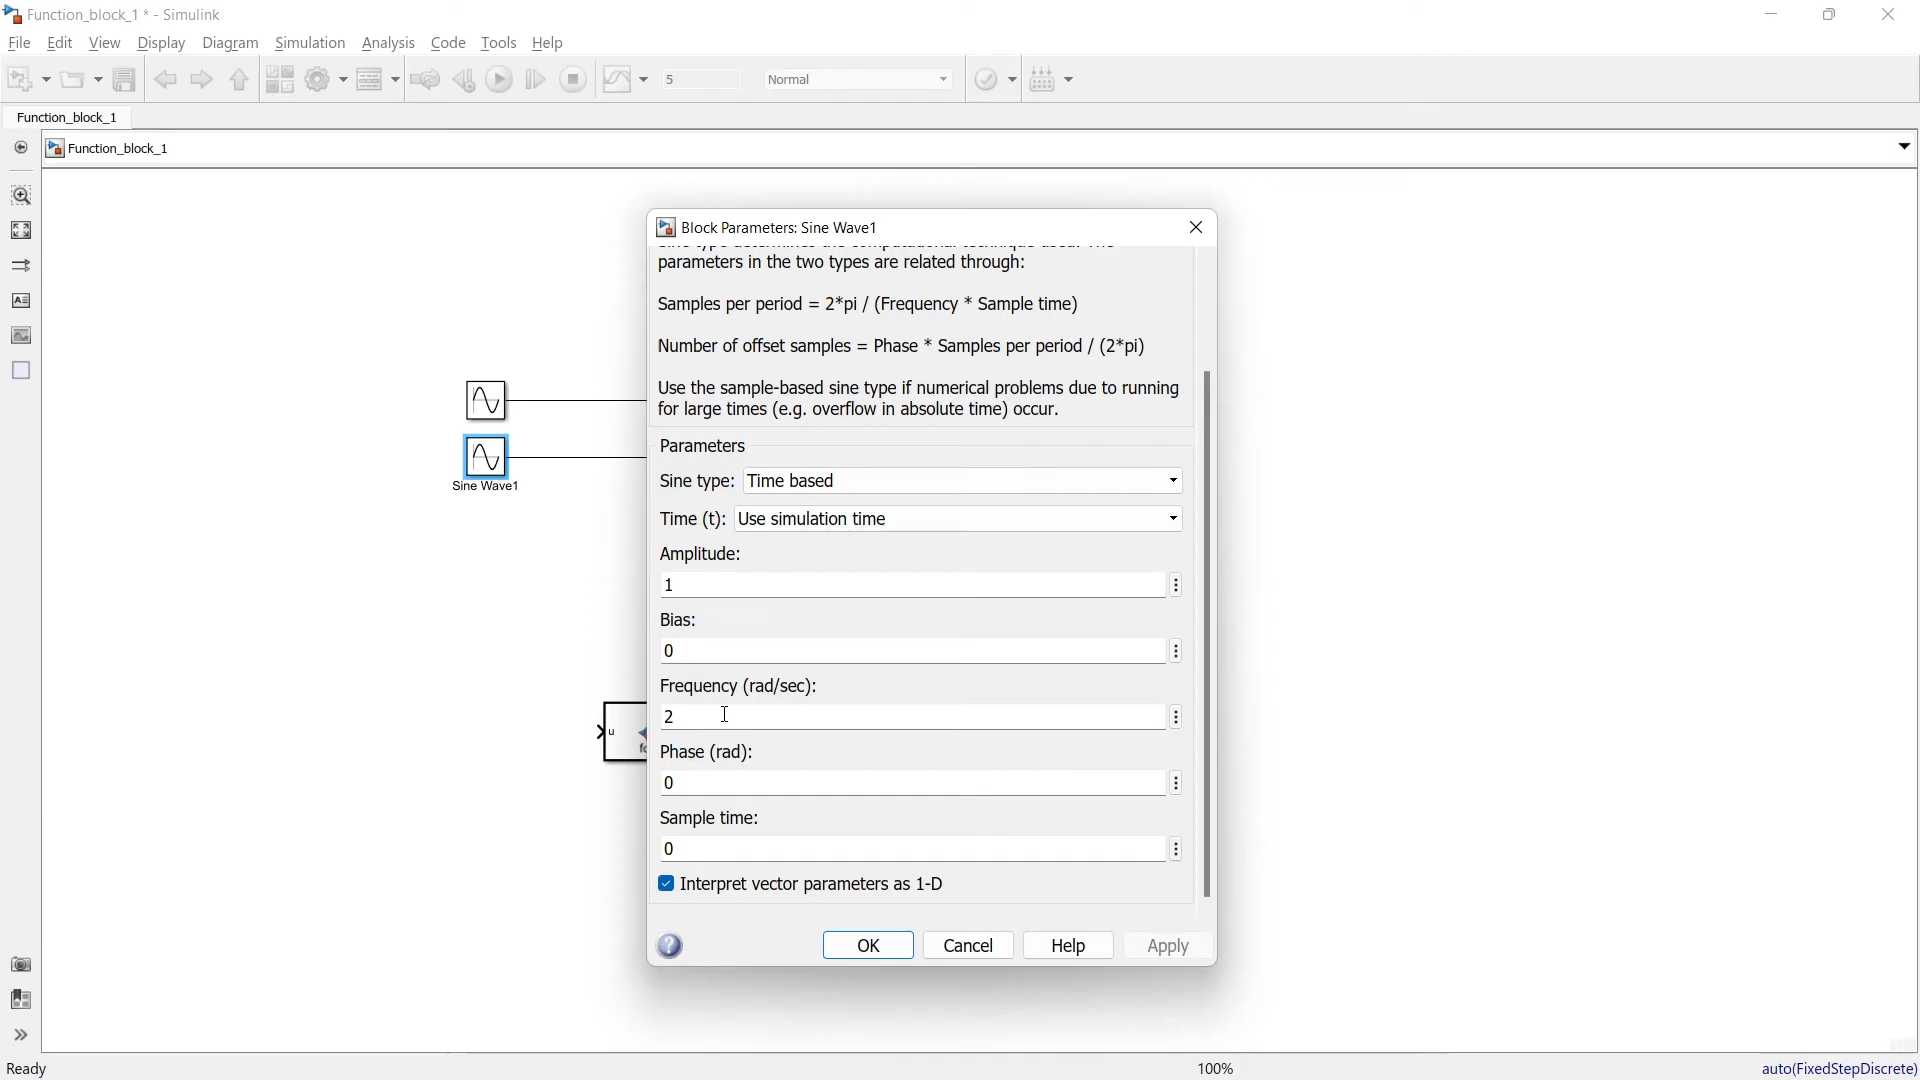 Function_block_1 * - Simulink
File Edit View Display Diagram Simulation Analysis Code Tools Help
5 Normal
Function_block_1
Function_block_1
Block Parameters: Sine Wave1
parameters in the two types are related through:
Samples per period = 2*pi / (Frequency * Sample time)
Number of offset samples = Phase * Samples per period / (2*pi)
Use the sample-based sine type if numerical problems due to running
for large times (e.g. overflow in absolute time) occur.
Parameters
Sine type: Time based
Time (t): Use simulation time
Amplitude:
1
Bias:
0
Frequency (rad/sec):
2
Phase (rad):
0
Sample time:
0
Interpret vector parameters as 1-D
OK Cancel Help Apply
Sine Wave1
u
Ready 100% auto(FixedStepDiscrete)